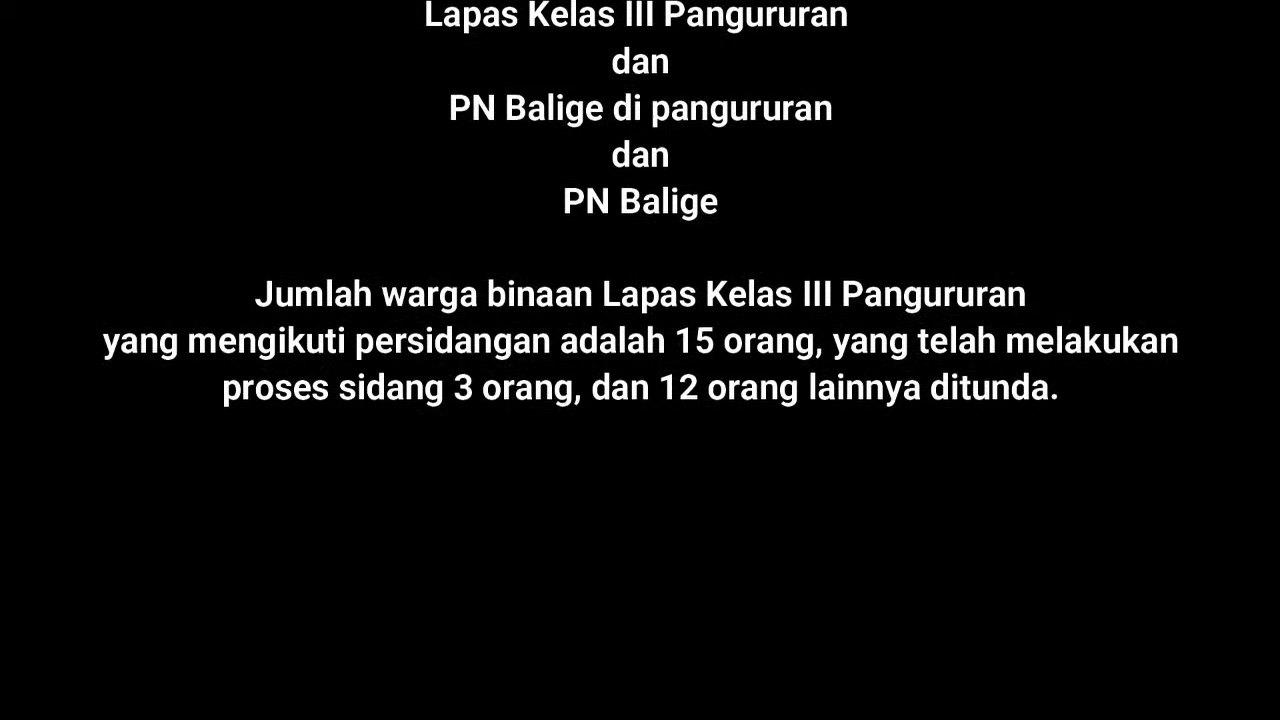 Lapas Kelas III Pangururan
dan
PN Balige di pangururan
dan
PN Balige
Jumlah warga binaan Lapas Kelas III Pangururan
yang mengikuti persidangan adalah 15 orang, yang telah melakukan
proses sidang 3 orang, dan 12 orang lainnya ditunda.